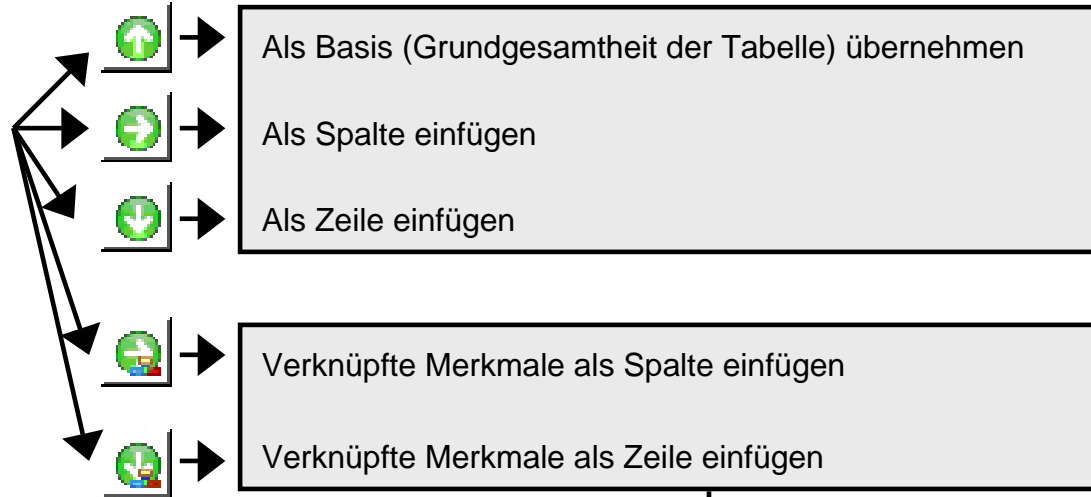 Als Basis (Grundgesamtheit der Tabelle) übernehmen
Als Spalte einfügen
Als Zeile einfügen
Verknüpfte Merkmale als Spalte einfügen
Verknüpfte Merkmale als Zeile einfügen